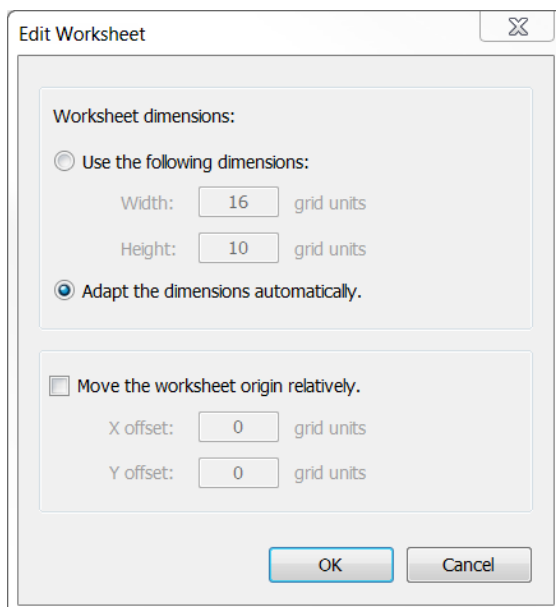 Edit Worksheet
Worksheet dimensions:
Use the following dimensions:
Width: 16 grid units
Height: 10 grid units
Adapt the dimensions automatically.
Move the worksheet origin relatively.
X offset: 0 grid units
Y offset: 0 grid units
OK Cancel